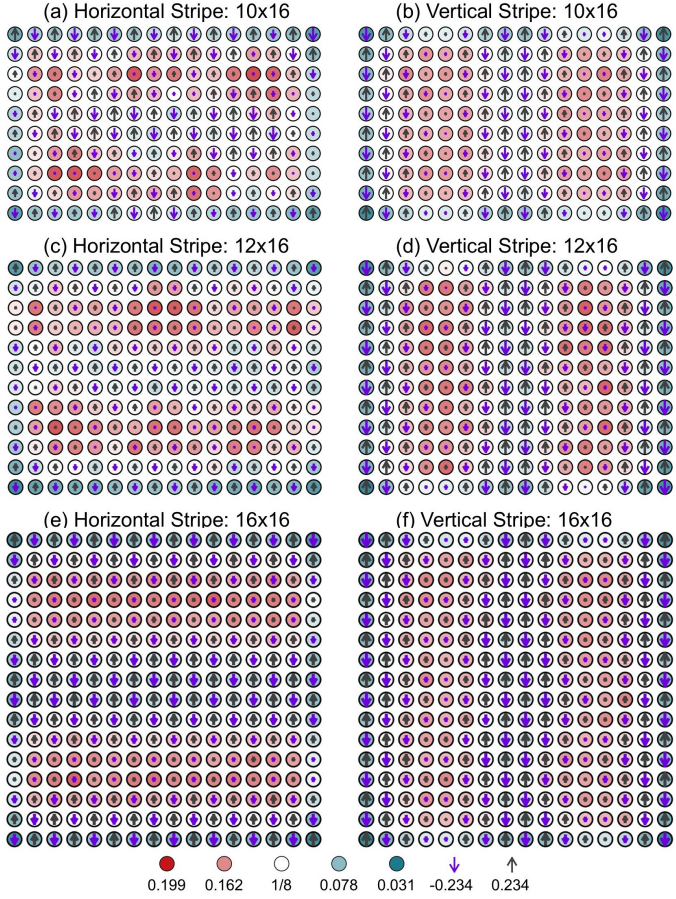 (a) Horizontal Stripe: 10x16
(b) Vertical Stripe: 10x16
(c) Horizontal Stripe: 12x16
(d) Vertical Stripe: 12x16
(e) Horizontal Stripe: 16x16
(f) Vertical Stripe: 16x16
0.199 0.162 1/8 0.078 0.031 -0.234 0.234